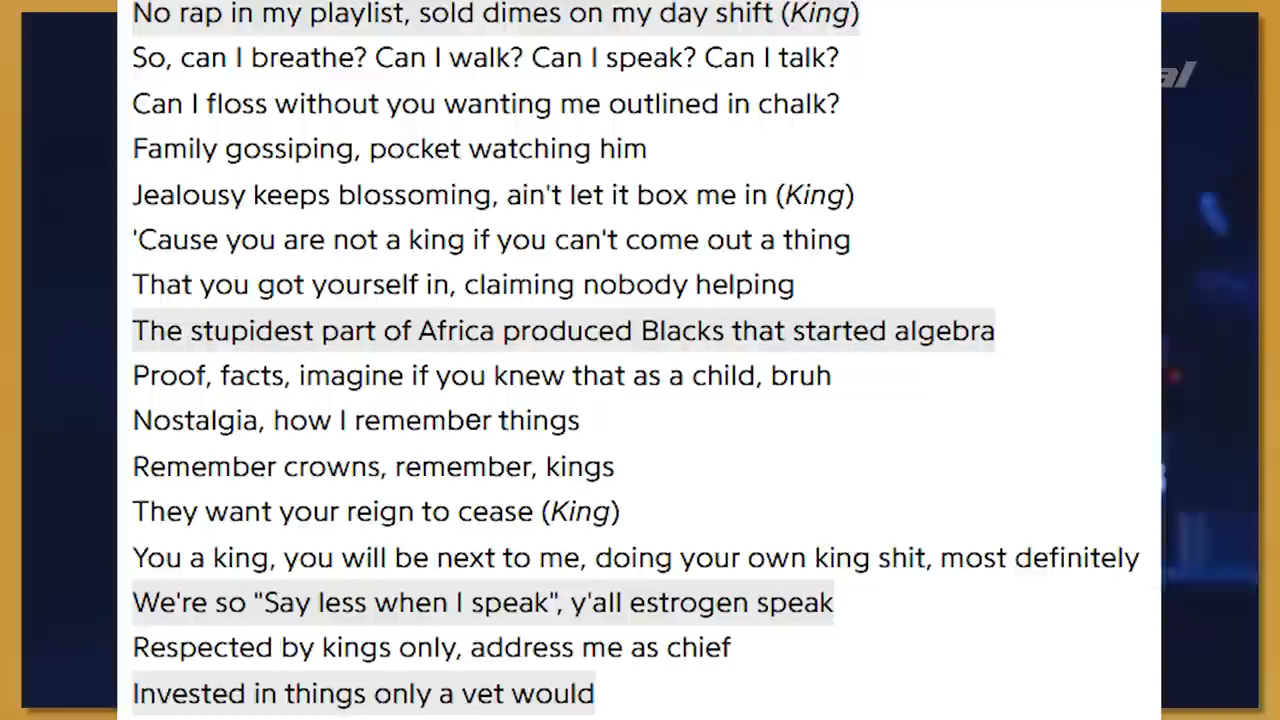 No rap in my playlist, sold dimes on my day shift (King)
So, can I breathe? Can I walk? Can I speak? Can I talk?
Can I floss without you wanting me outlined in chalk?
Family gossiping, pocket watching him
Jealousy keeps blossoming, ain't let it box me in (King)
'Cause you are not a king if you can't come out a thing
That you got yourself in, claiming nobody helping
The stupidest part of Africa produced Blacks that started algebra
Proof, facts, imagine if you knew that as a child, bruh
Nostalgia, how I remember things
Remember crowns, remember, kings
They want your reign to cease (King)
You a king, you will be next to me, doing your own king shit, most definitely
We're so "Say less when I speak", y'all estrogen speak
Respected by kings only, address me as chief
Invested in things only a vet would